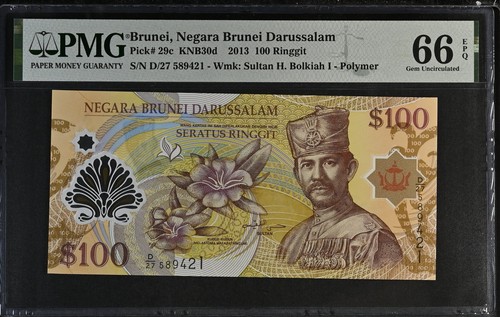 PMG
PAPER MONEY GUARANTY
Brunei, Negara Brunei Darussalam
Pick# 29c KNB30d 2013 100 Ringgit
S/N D/27 589421 - Wmk: Sultan H. Bolkiah I - Polymer
66 EPQ
Gem Uncirculated
NEGARA BRUNEI DARUSSALAM
SERATUS RINGGIT
$100
D/27 589421
SULTAN
$100
D/27 589421